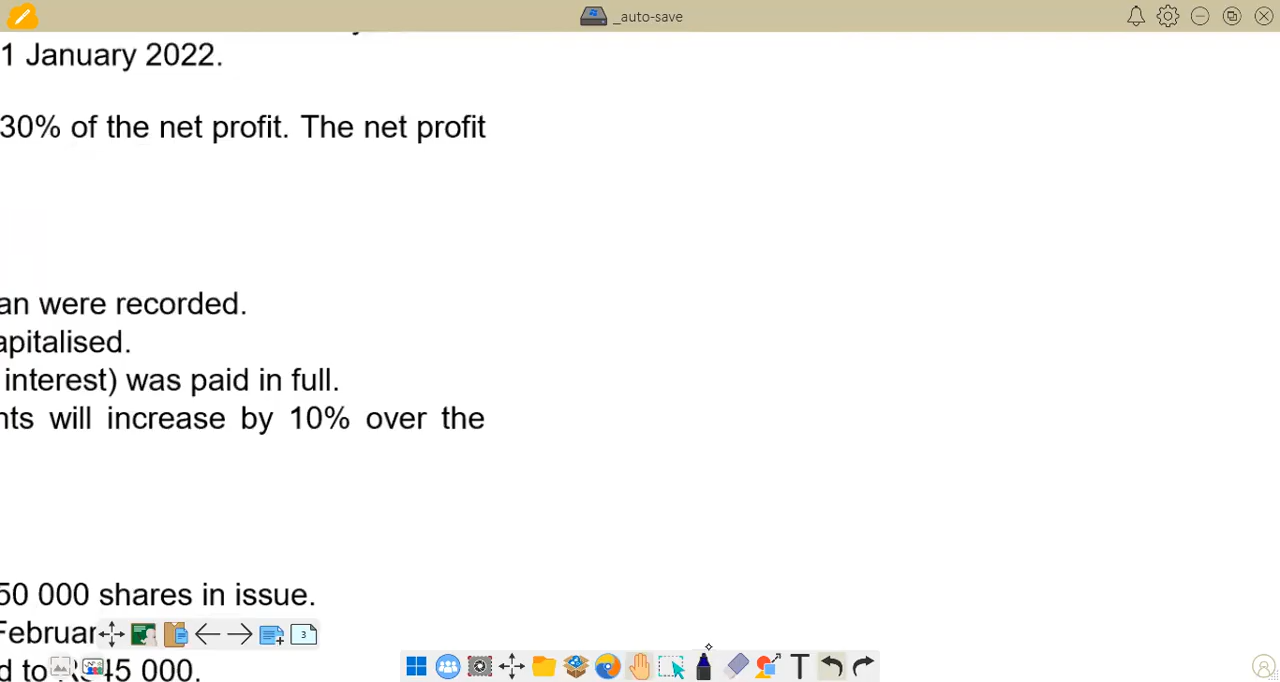 _auto-save
1 January 2022.
30% of the net profit. The net profit
an were recorded.
apitalised.
interest) was paid in full.
nts will increase by 10% over the
50 000 shares in issue.
Februar
3
d to 45 000.
T